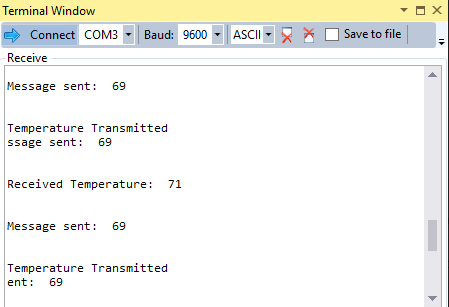 Terminal Window
Connect COM3 Baud: 9600 ASCII Save to file
Receive
Message sent:  69
Temperature Transmitted
ssage sent:  69
Received Temperature:  71
Message sent:  69
Temperature Transmitted
ent:  69